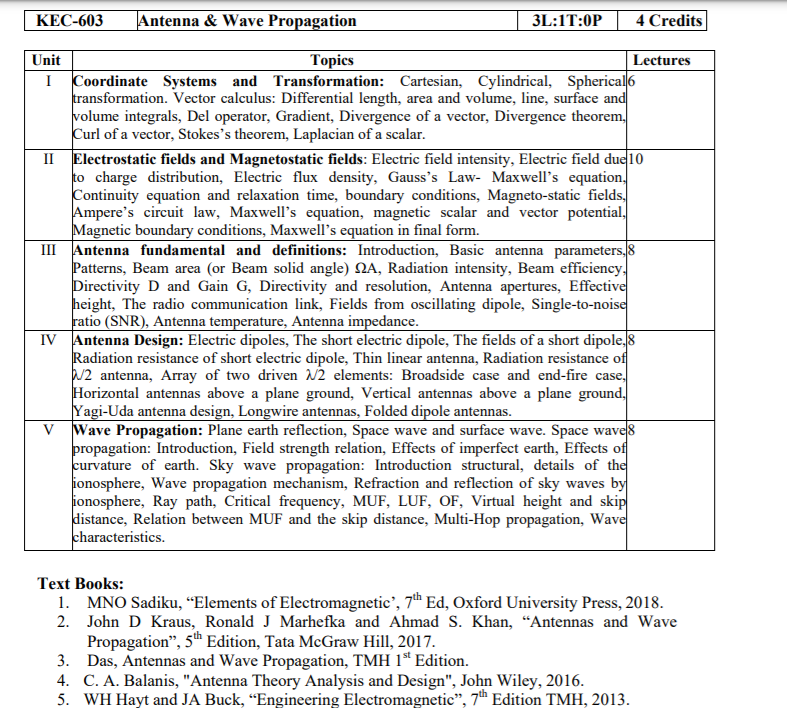 KEC-603 Antenna & Wave Propagation 3L:1T:0P 4 Credits
Unit Topics Lectures
I Coordinate Systems and Transformation: Cartesian, Cylindrical, Spherical 6
transformation. Vector calculus: Differential length, area and volume, line, surface and
volume integrals, Del operator, Gradient, Divergence of a vector, Divergence theorem,
Curl of a vector, Stokes's theorem, Laplacian of a scalar.
II Electrostatic fields and Magnetostatic fields: Electric field intensity, Electric field due 10
to charge distribution, Electric flux density, Gauss's Law- Maxwell's equation,
Continuity equation and relaxation time, boundary conditions, Magneto-static fields,
Ampere's circuit law, Maxwell's equation, magnetic scalar and vector potential,
Magnetic boundary conditions, Maxwell's equation in final form.
III Antenna fundamental and definitions: Introduction, Basic antenna parameters, 8
Patterns, Beam area (or Beam solid angle) ΩA, Radiation intensity, Beam efficiency,
Directivity D and Gain G, Directivity and resolution, Antenna apertures, Effective
height, The radio communication link, Fields from oscillating dipole, Single-to-noise
ratio (SNR), Antenna temperature, Antenna impedance.
IV Antenna Design: Electric dipoles, The short electric dipole, The fields of a short dipole, 8
Radiation resistance of short electric dipole, Thin linear antenna, Radiation resistance of
λ/2 antenna, Array of two driven λ/2 elements: Broadside case and end-fire case,
Horizontal antennas above a plane ground, Vertical antennas above a plane ground,
Yagi-Uda antenna design, Longwire antennas, Folded dipole antennas.
V Wave Propagation: Plane earth reflection, Space wave and surface wave. Space wave 8
propagation: Introduction, Field strength relation, Effects of imperfect earth, Effects of
curvature of earth. Sky wave propagation: Introduction structural, details of the
ionosphere, Wave propagation mechanism, Refraction and reflection of sky waves by
ionosphere, Ray path, Critical frequency, MUF, LUF, OF, Virtual height and skip
distance, Relation between MUF and the skip distance, Multi-Hop propagation, Wave
characteristics.
Text Books:
1. MNO Sadiku, “Elements of Electromagnetic’, 7th Ed, Oxford University Press, 2018.
2. John D Kraus, Ronald J Marhefka and Ahmad S. Khan, “Antennas and Wave
Propagation”, 5th Edition, Tata McGraw Hill, 2017.
3. Das, Antennas and Wave Propagation, TMH 1st Edition.
4. C. A. Balanis, "Antenna Theory Analysis and Design", John Wiley, 2016.
5. WH Hayt and JA Buck, “Engineering Electromagnetic”, 7th Edition TMH, 2013.